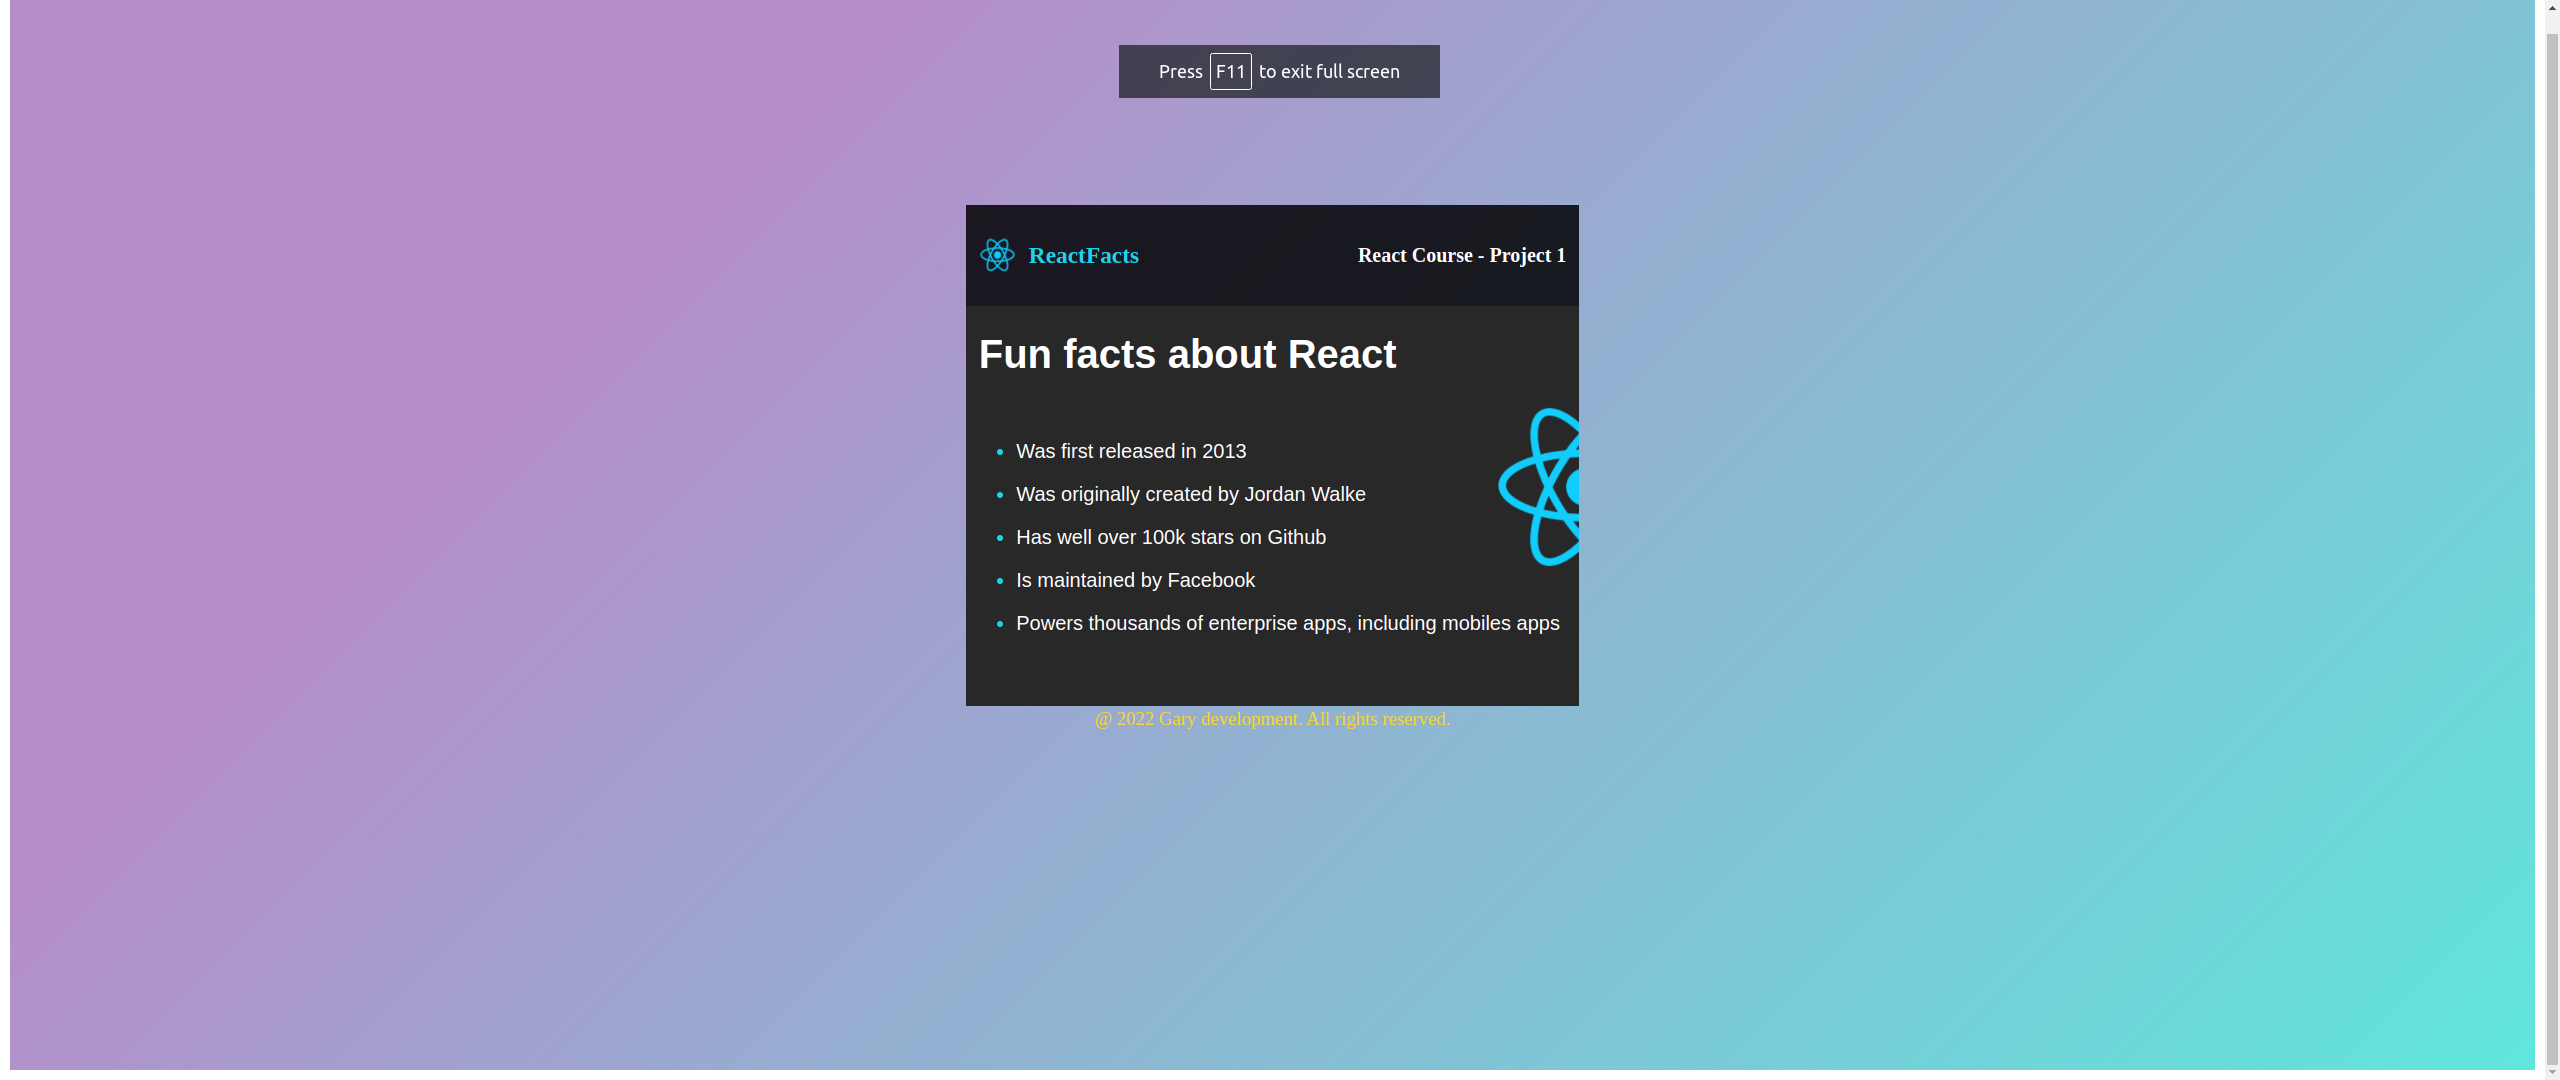 Press F11 to exit full screen
ReactFacts
React Course - Project 1
Fun facts about React
Was first released in 2013
Was originally created by Jordan Walke
Has well over 100k stars on Github
Is maintained by Facebook
Powers thousands of enterprise apps, including mobiles apps
@ 2022 Gary development. All rights reserved.